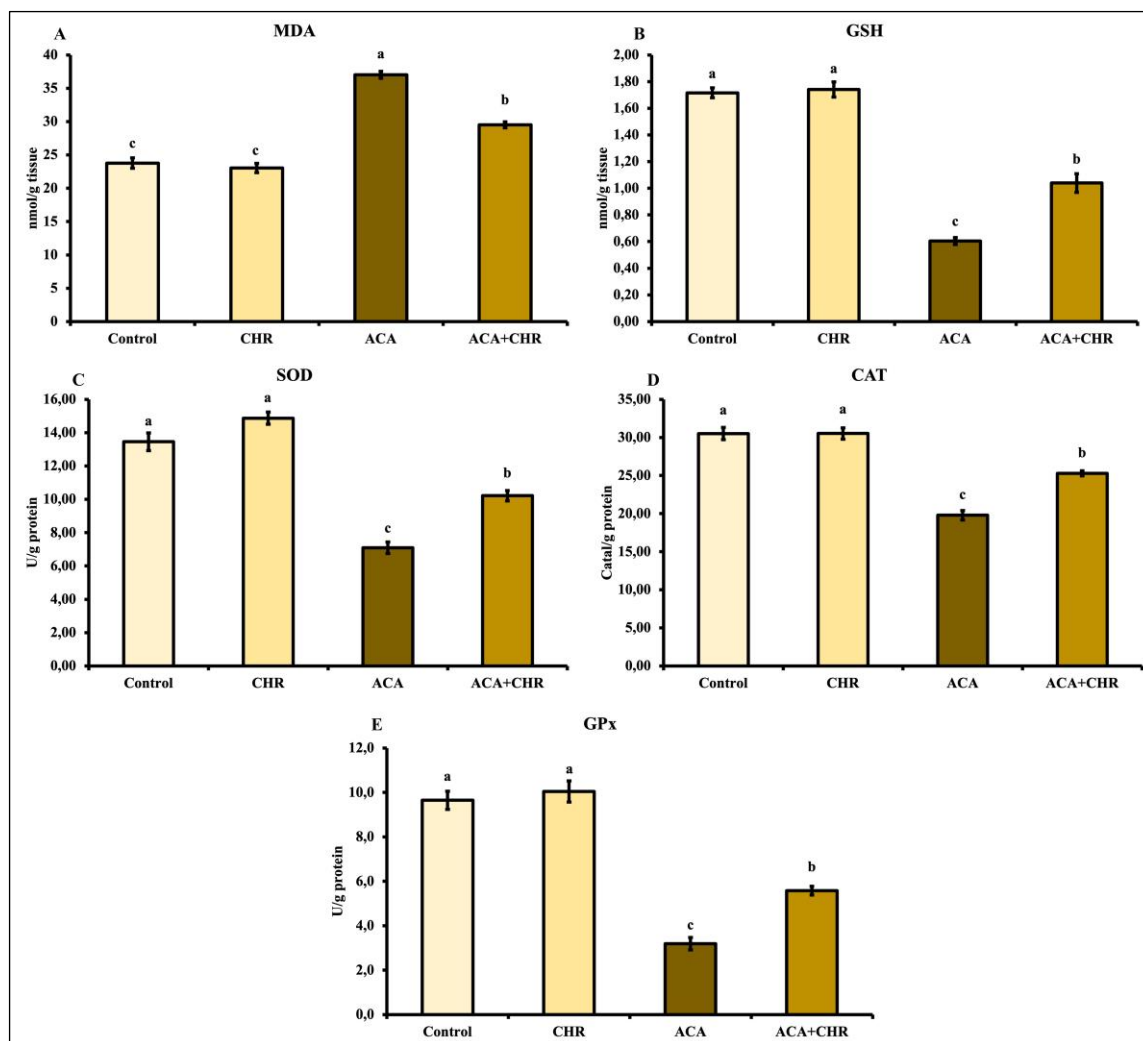 A
MDA
nmol/g tissue
40
35
30
25
20
15
10
5
0
c
c
a
b
Control
CHR
ACA
ACA+CHR
B
GSH
nmol/g tissue
2,00
1,80
1,60
1,40
1,20
1,00
0,80
0,60
0,40
0,20
0,00
a
a
c
b
Control
CHR
ACA
ACA+CHR
C
SOD
U/g protein
16,00
14,00
12,00
10,00
8,00
6,00
4,00
2,00
0,00
a
a
c
b
Control
CHR
ACA
ACA+CHR
D
CAT
Catal/g protein
35,00
30,00
25,00
20,00
15,00
10,00
5,00
0,00
a
a
c
b
Control
CHR
ACA
ACA+CHR
E
GPx
U/g protein
12,0
10,0
8,0
6,0
4,0
2,0
0,0
a
a
c
b
Control
CHR
ACA
ACA+CHR